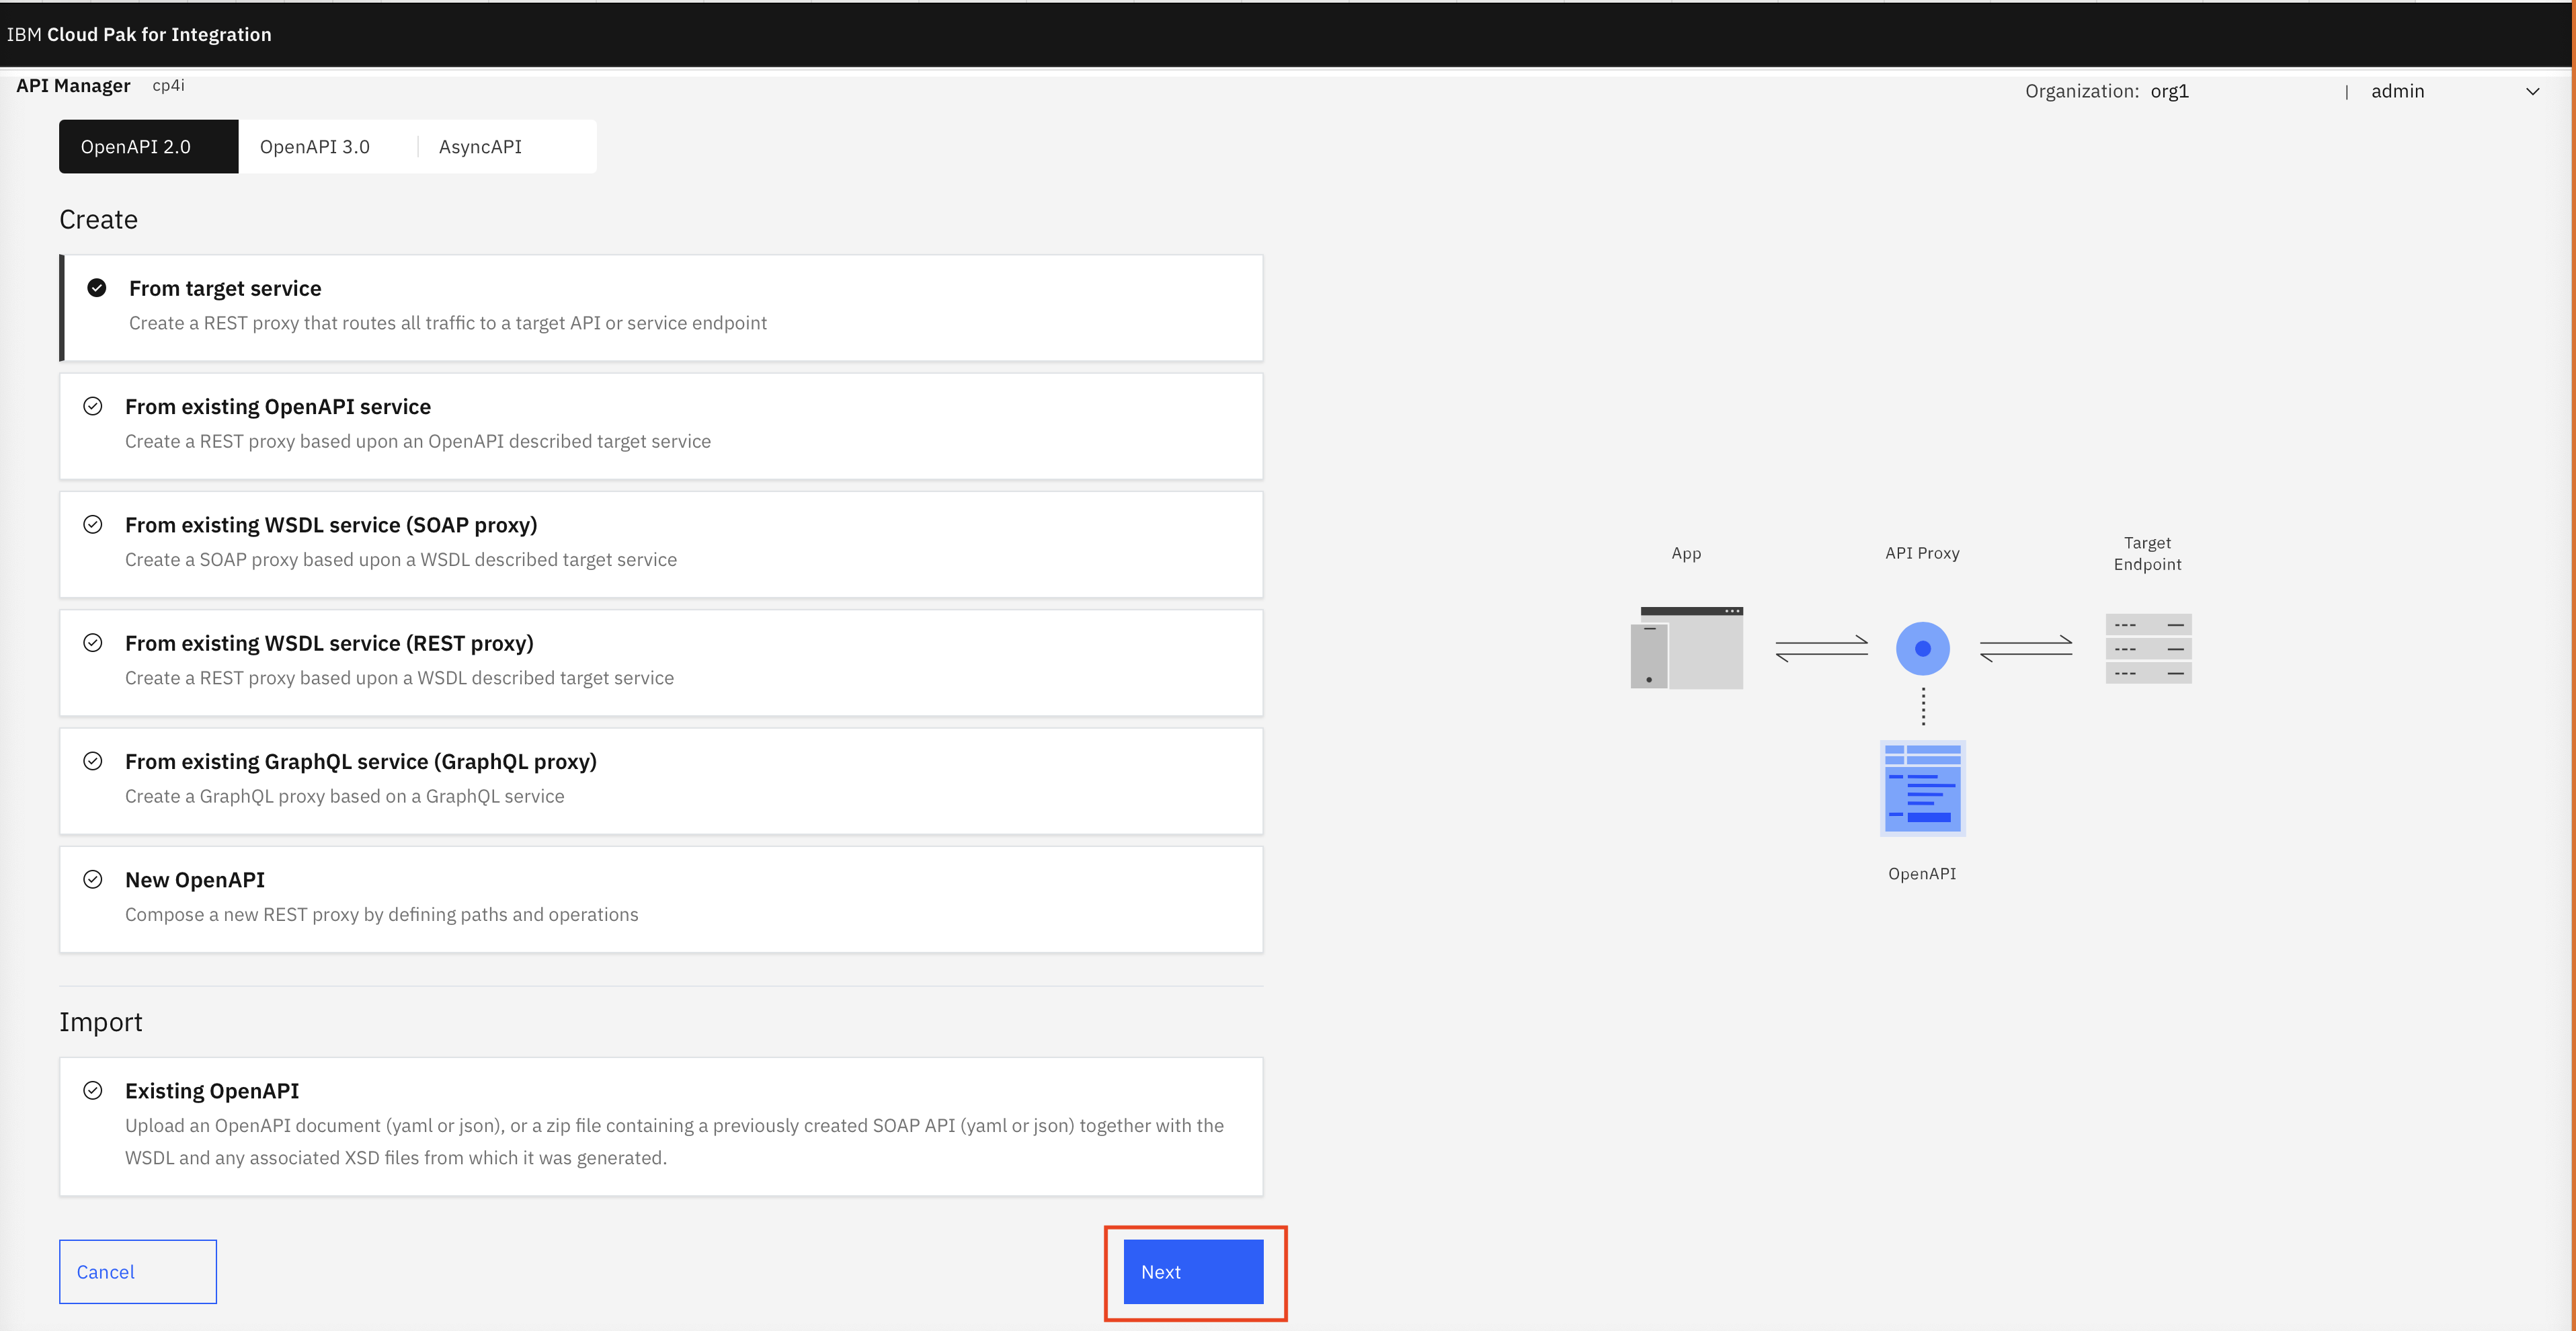 IBM Cloud Pak for Integration
API Manager cp4i
Organization: org1 | admin
OpenAPI 2.0 OpenAPI 3.0 AsyncAPI
Create
From target service
Create a REST proxy that routes all traffic to a target API or service endpoint
From existing OpenAPI service
Create a REST proxy based upon an OpenAPI described target service
From existing WSDL service (SOAP proxy)
Create a SOAP proxy based upon a WSDL described target service
From existing WSDL service (REST proxy)
Create a REST proxy based upon a WSDL described target service
From existing GraphQL service (GraphQL proxy)
Create a GraphQL proxy based on a GraphQL service
New OpenAPI
Compose a new REST proxy by defining paths and operations
Import
Existing OpenAPI
Upload an OpenAPI document (yaml or json), or a zip file containing a previously created SOAP API (yaml or json) together with the
WSDL and any associated XSD files from which it was generated.
Cancel
Next
App
API Proxy
Target
Endpoint
OpenAPI